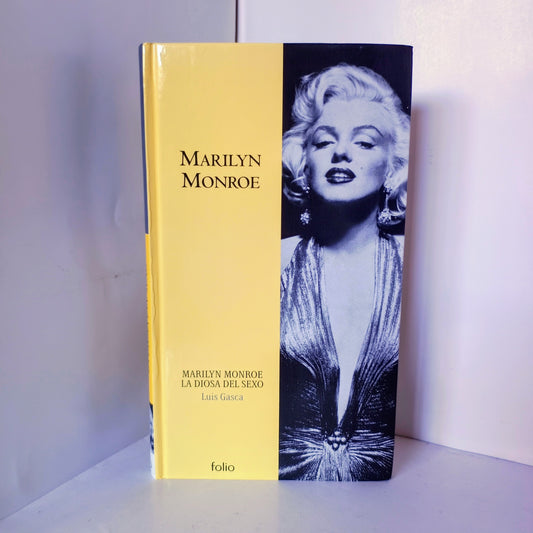 MARILYN
MONROE
MARILYN MONROE
LA DIOSA DEL SEXO
Luis Gasca
folio